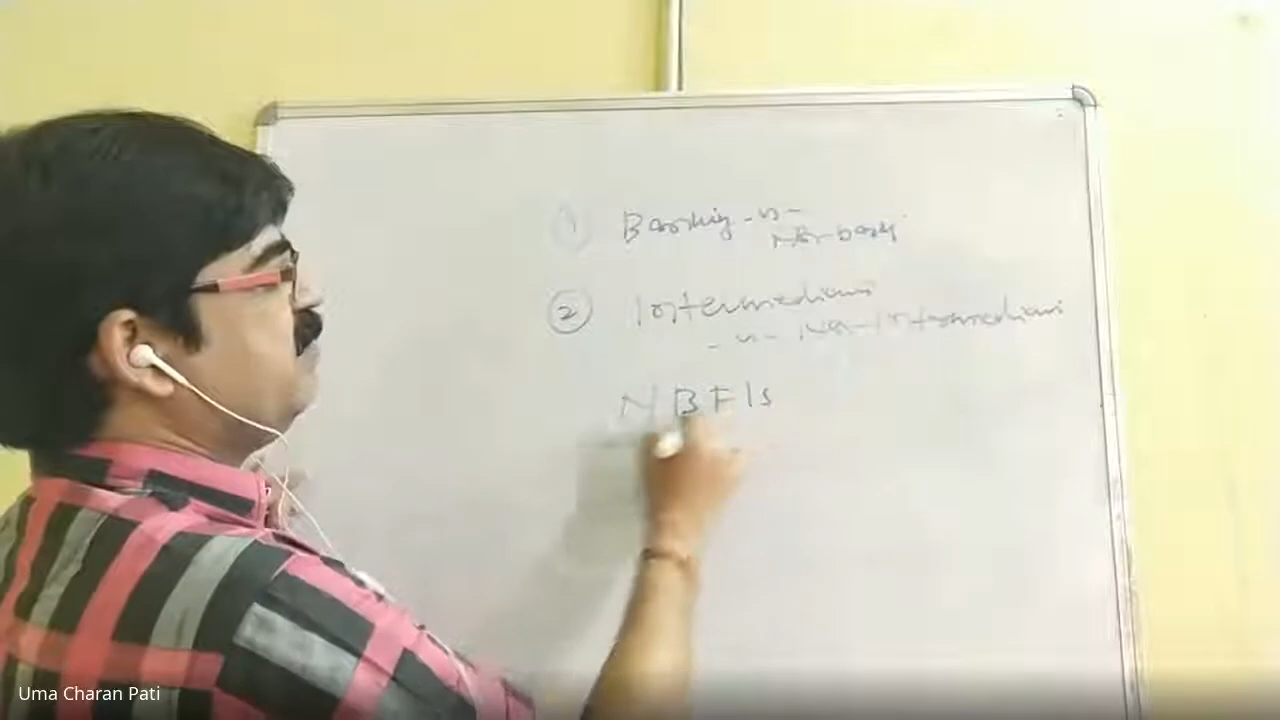 1 Banking -vs-
Non-bank
2 Intermediaries
-vs- Non-Intermediaries
NBFIs
Uma Charan Pati